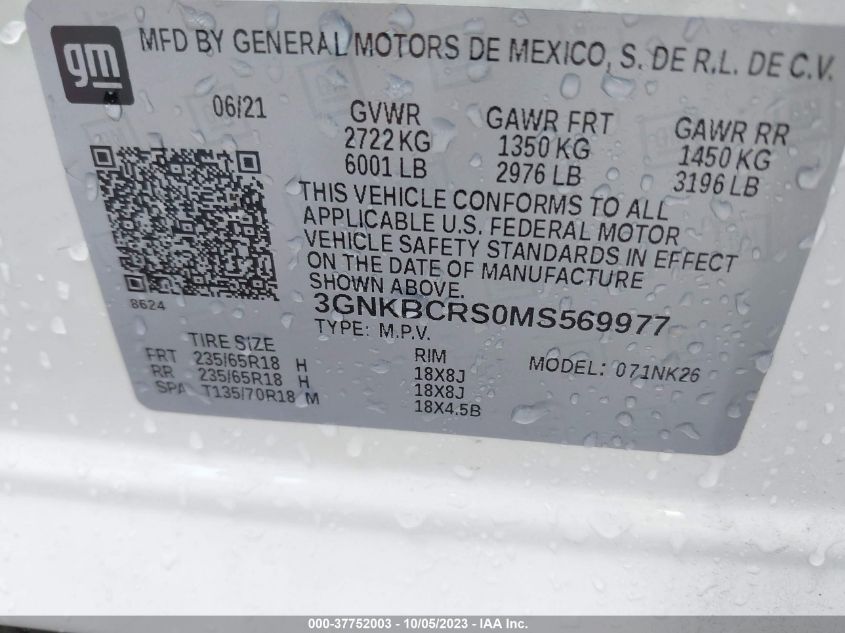 gm
MFD BY GENERAL MOTORS DE MEXICO, S. DE R.L. DE C.V.
06/21 GVWR GAWR FRT GAWR RR
2722 KG 1350 KG 1450 KG
6001 LB 2976 LB 3196 LB
THIS VEHICLE CONFORMS TO ALL
APPLICABLE U.S. FEDERAL MOTOR
VEHICLE SAFETY STANDARDS IN EFFECT
ON THE DATE OF MANUFACTURE
SHOWN ABOVE.
8624
3GNKBCRS0MS569977
TYPE: M.P.V.
TIRE SIZE RIM MODEL: 071NK26
FRT 235/65R18 H 18X8J
RR 235/65R18 H 18X8J
SPA T135/70R18 M 18X4.5B
000-37752003 - 10/05/2023 - IAA Inc.